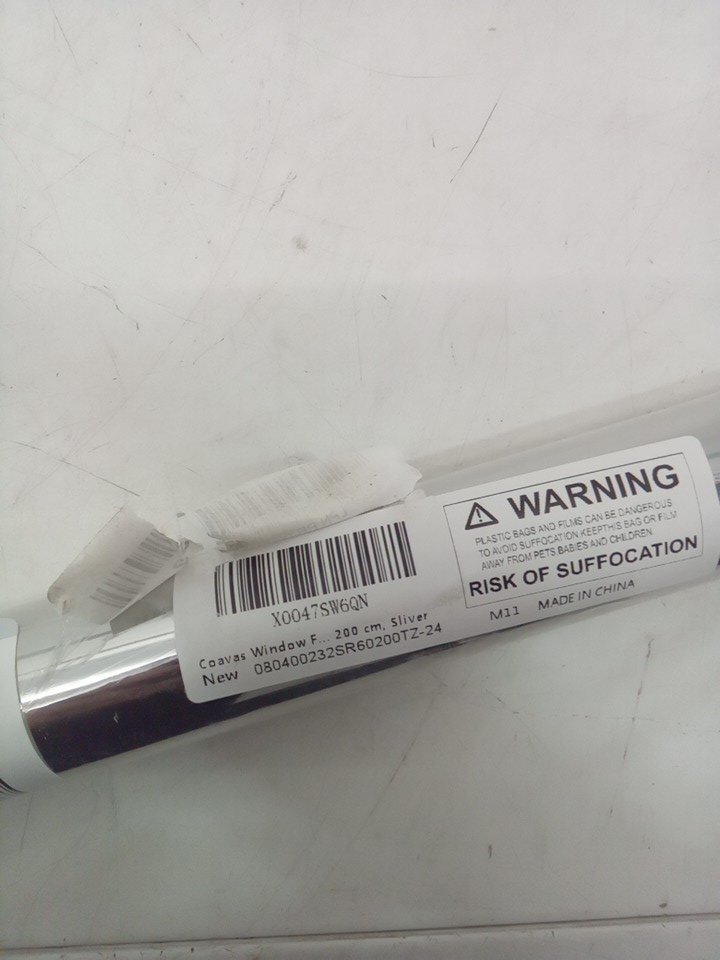 X0047SW6QN
Coavas Window F... 200 cm, Sliver
New 080400232SR60200TZ-24
WARNING
PLASTIC BAGS AND FILMS CAN BE DANGEROUS
TO AVOID SUFFOCATION KEEPTHIS BAG OR FILM
AWAY FROM PETS BABIES AND CHILDREN
RISK OF SUFFOCATION
M11 MADE IN CHINA